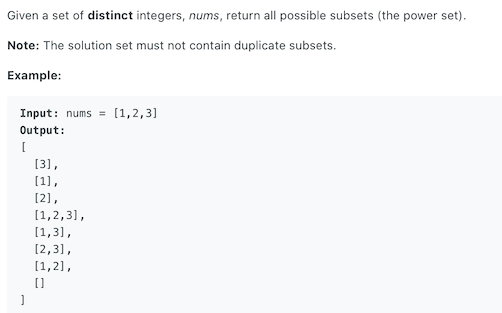 Given a set of distinct integers, nums, return all possible subsets (the power set).
Note: The solution set must not contain duplicate subsets.
Example:
Input: nums = [1,2,3]
Output:
[
  [3],
  [1],
  [2],
  [1,2,3],
  [1,3],
  [2,3],
  [1,2],
  []
]